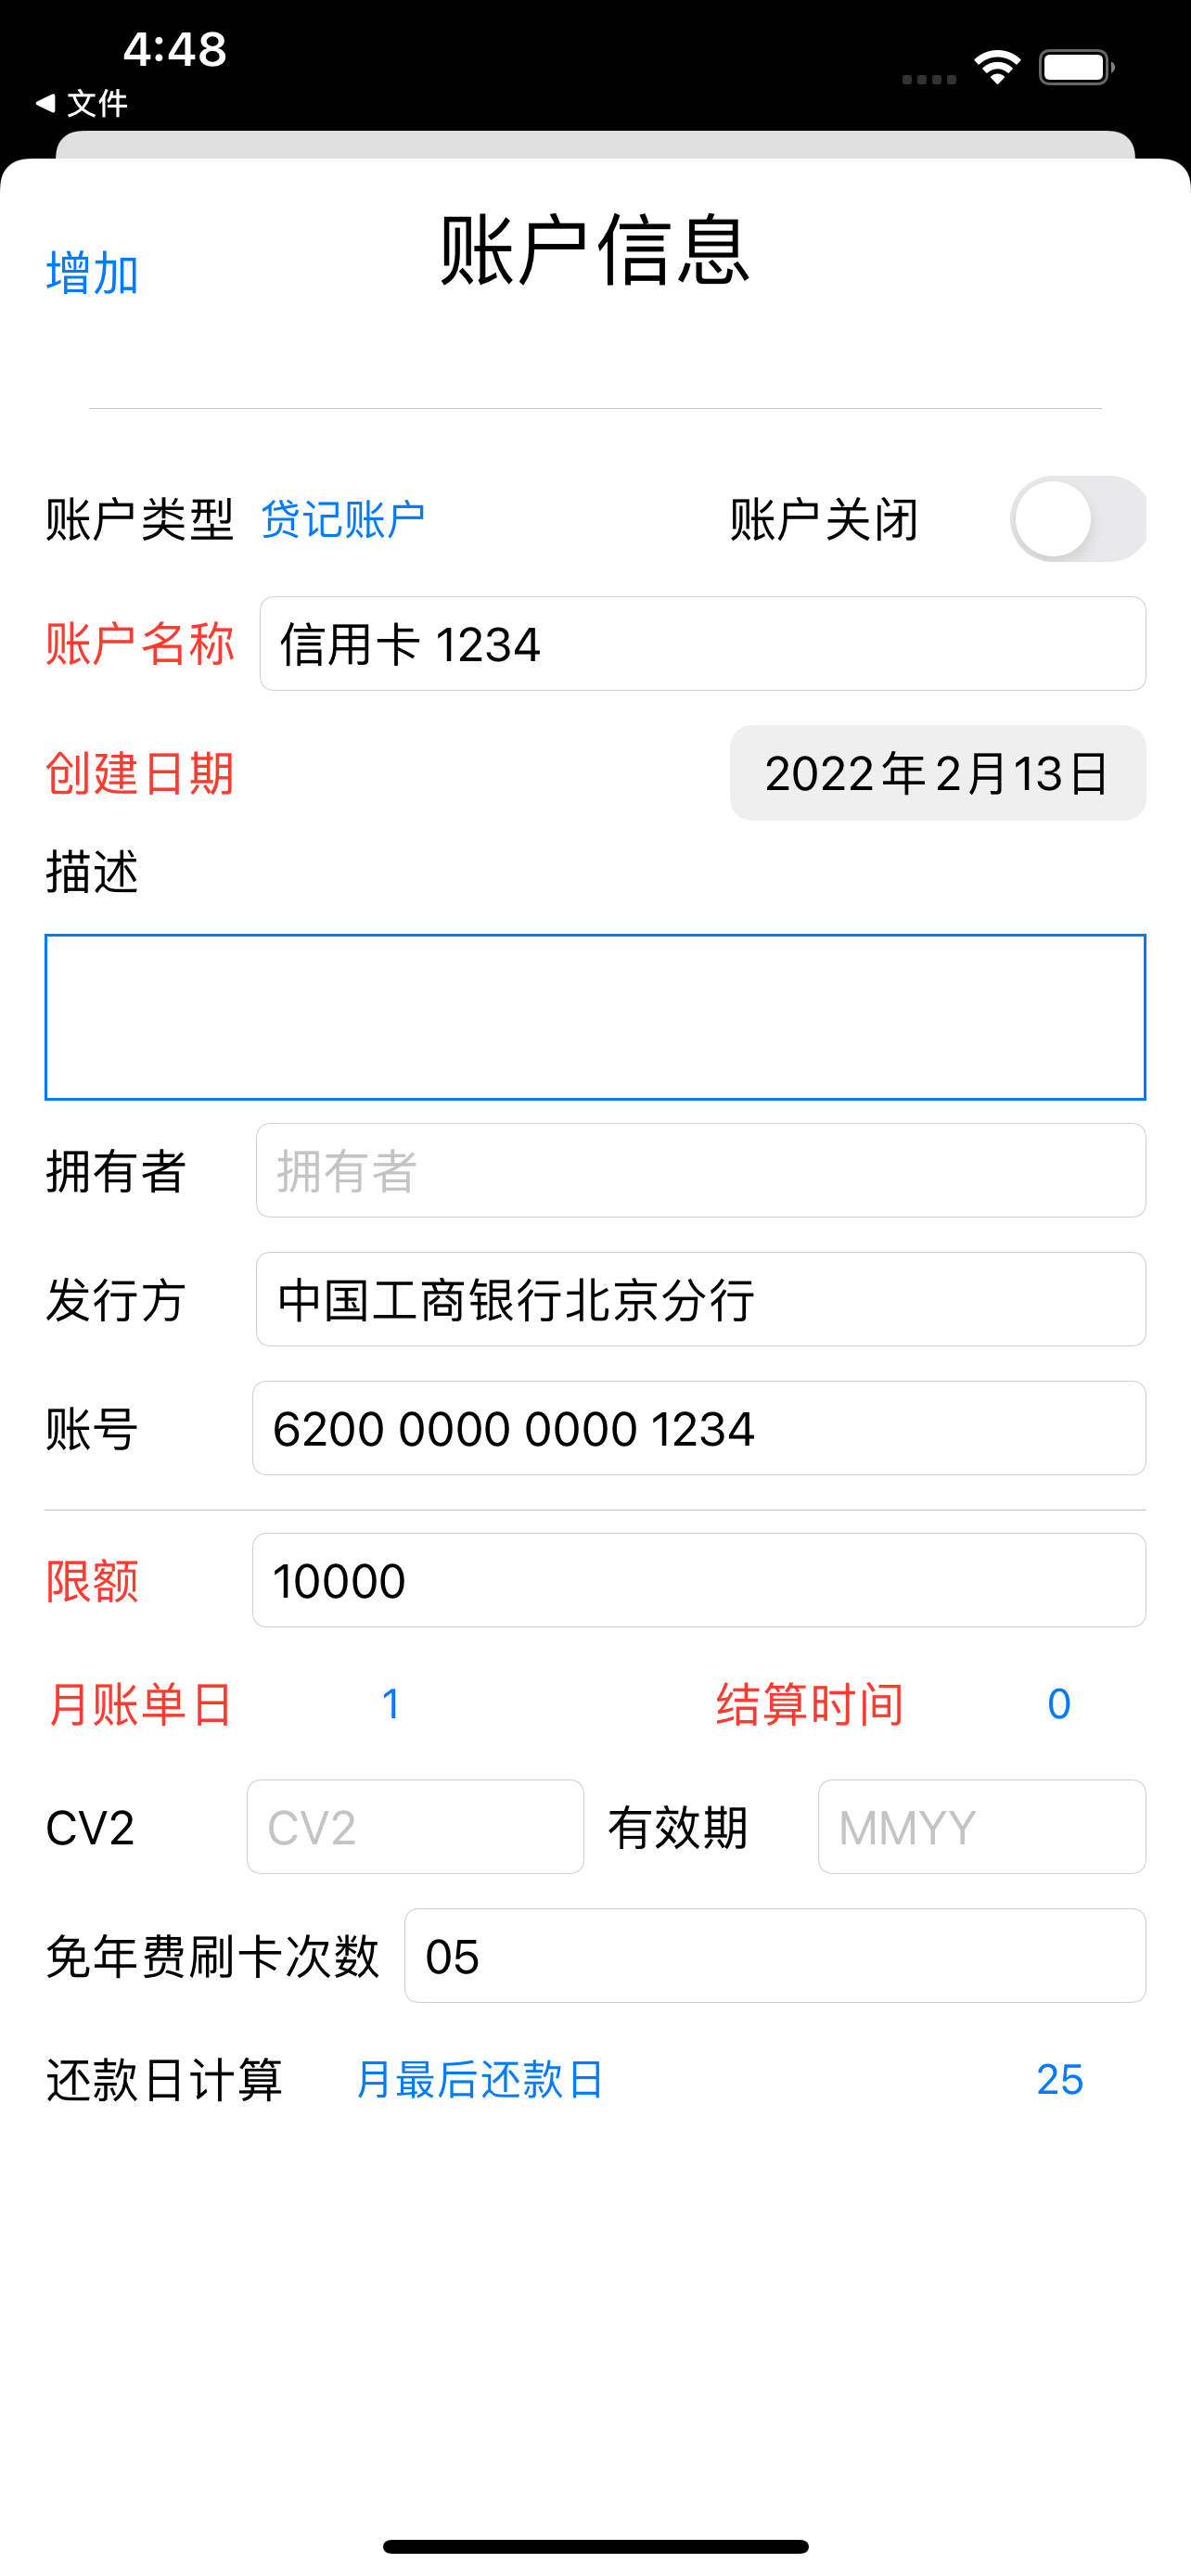 4:48
文件
增加
账户信息
账户类型 贷记账户 账户关闭
账户名称 信用卡 1234
创建日期 2022年2月13日
描述
拥有者 拥有者
发行方 中国工商银行北京分行
账号 6200 0000 0000 1234
限额 10000
月账单日 1 结算时间 0
CV2 CV2 有效期 MMYY
免年费刷卡次数 05
还款日计算 月最后还款日 25